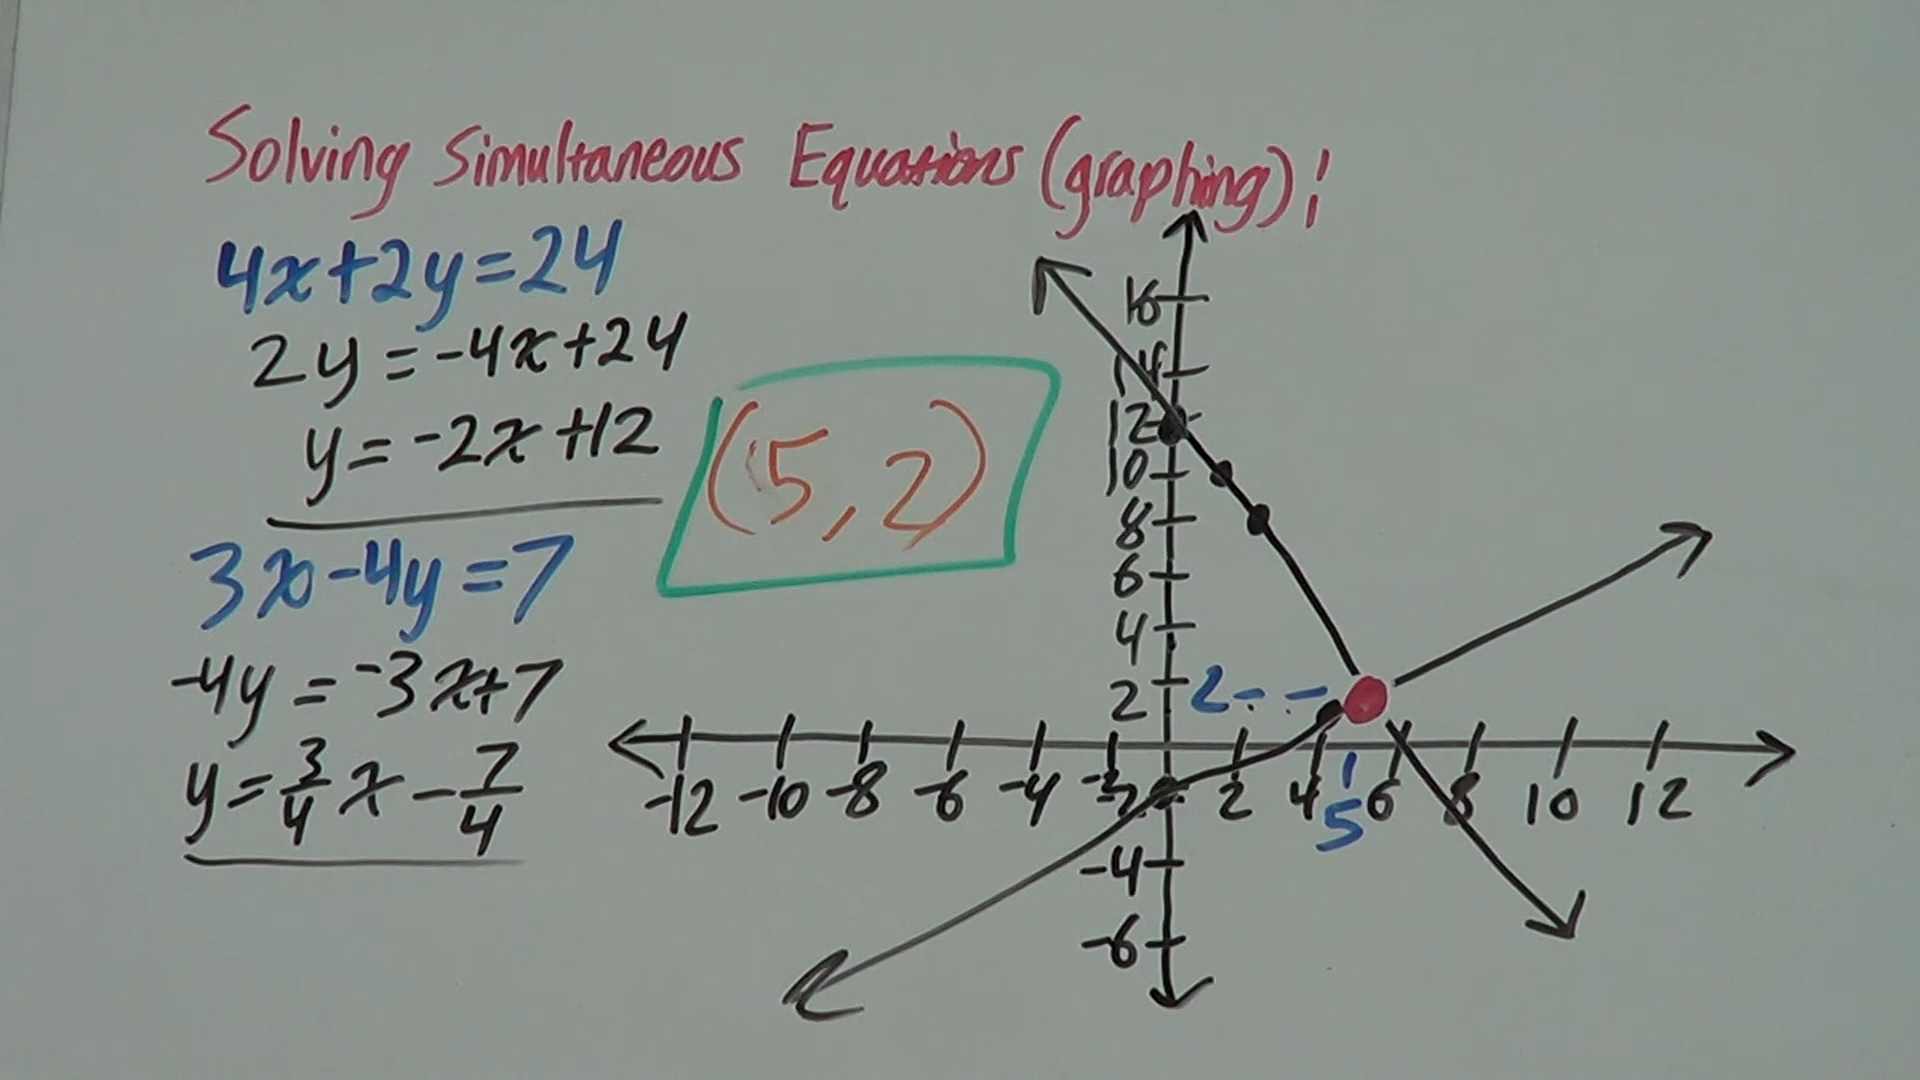 Solving Simultaneous Equations (graphing):
4x+2y=24
2y=-4x+24
y=-2x+12
3x-4y=7
-4y=-3x+7
y=3/4x-7/4
(5,2)
16
14
12
10
8
6
4
2
2
-12 -10 -8 -6 -4 -2 2 4 6 8 10 12
5
-4
-6